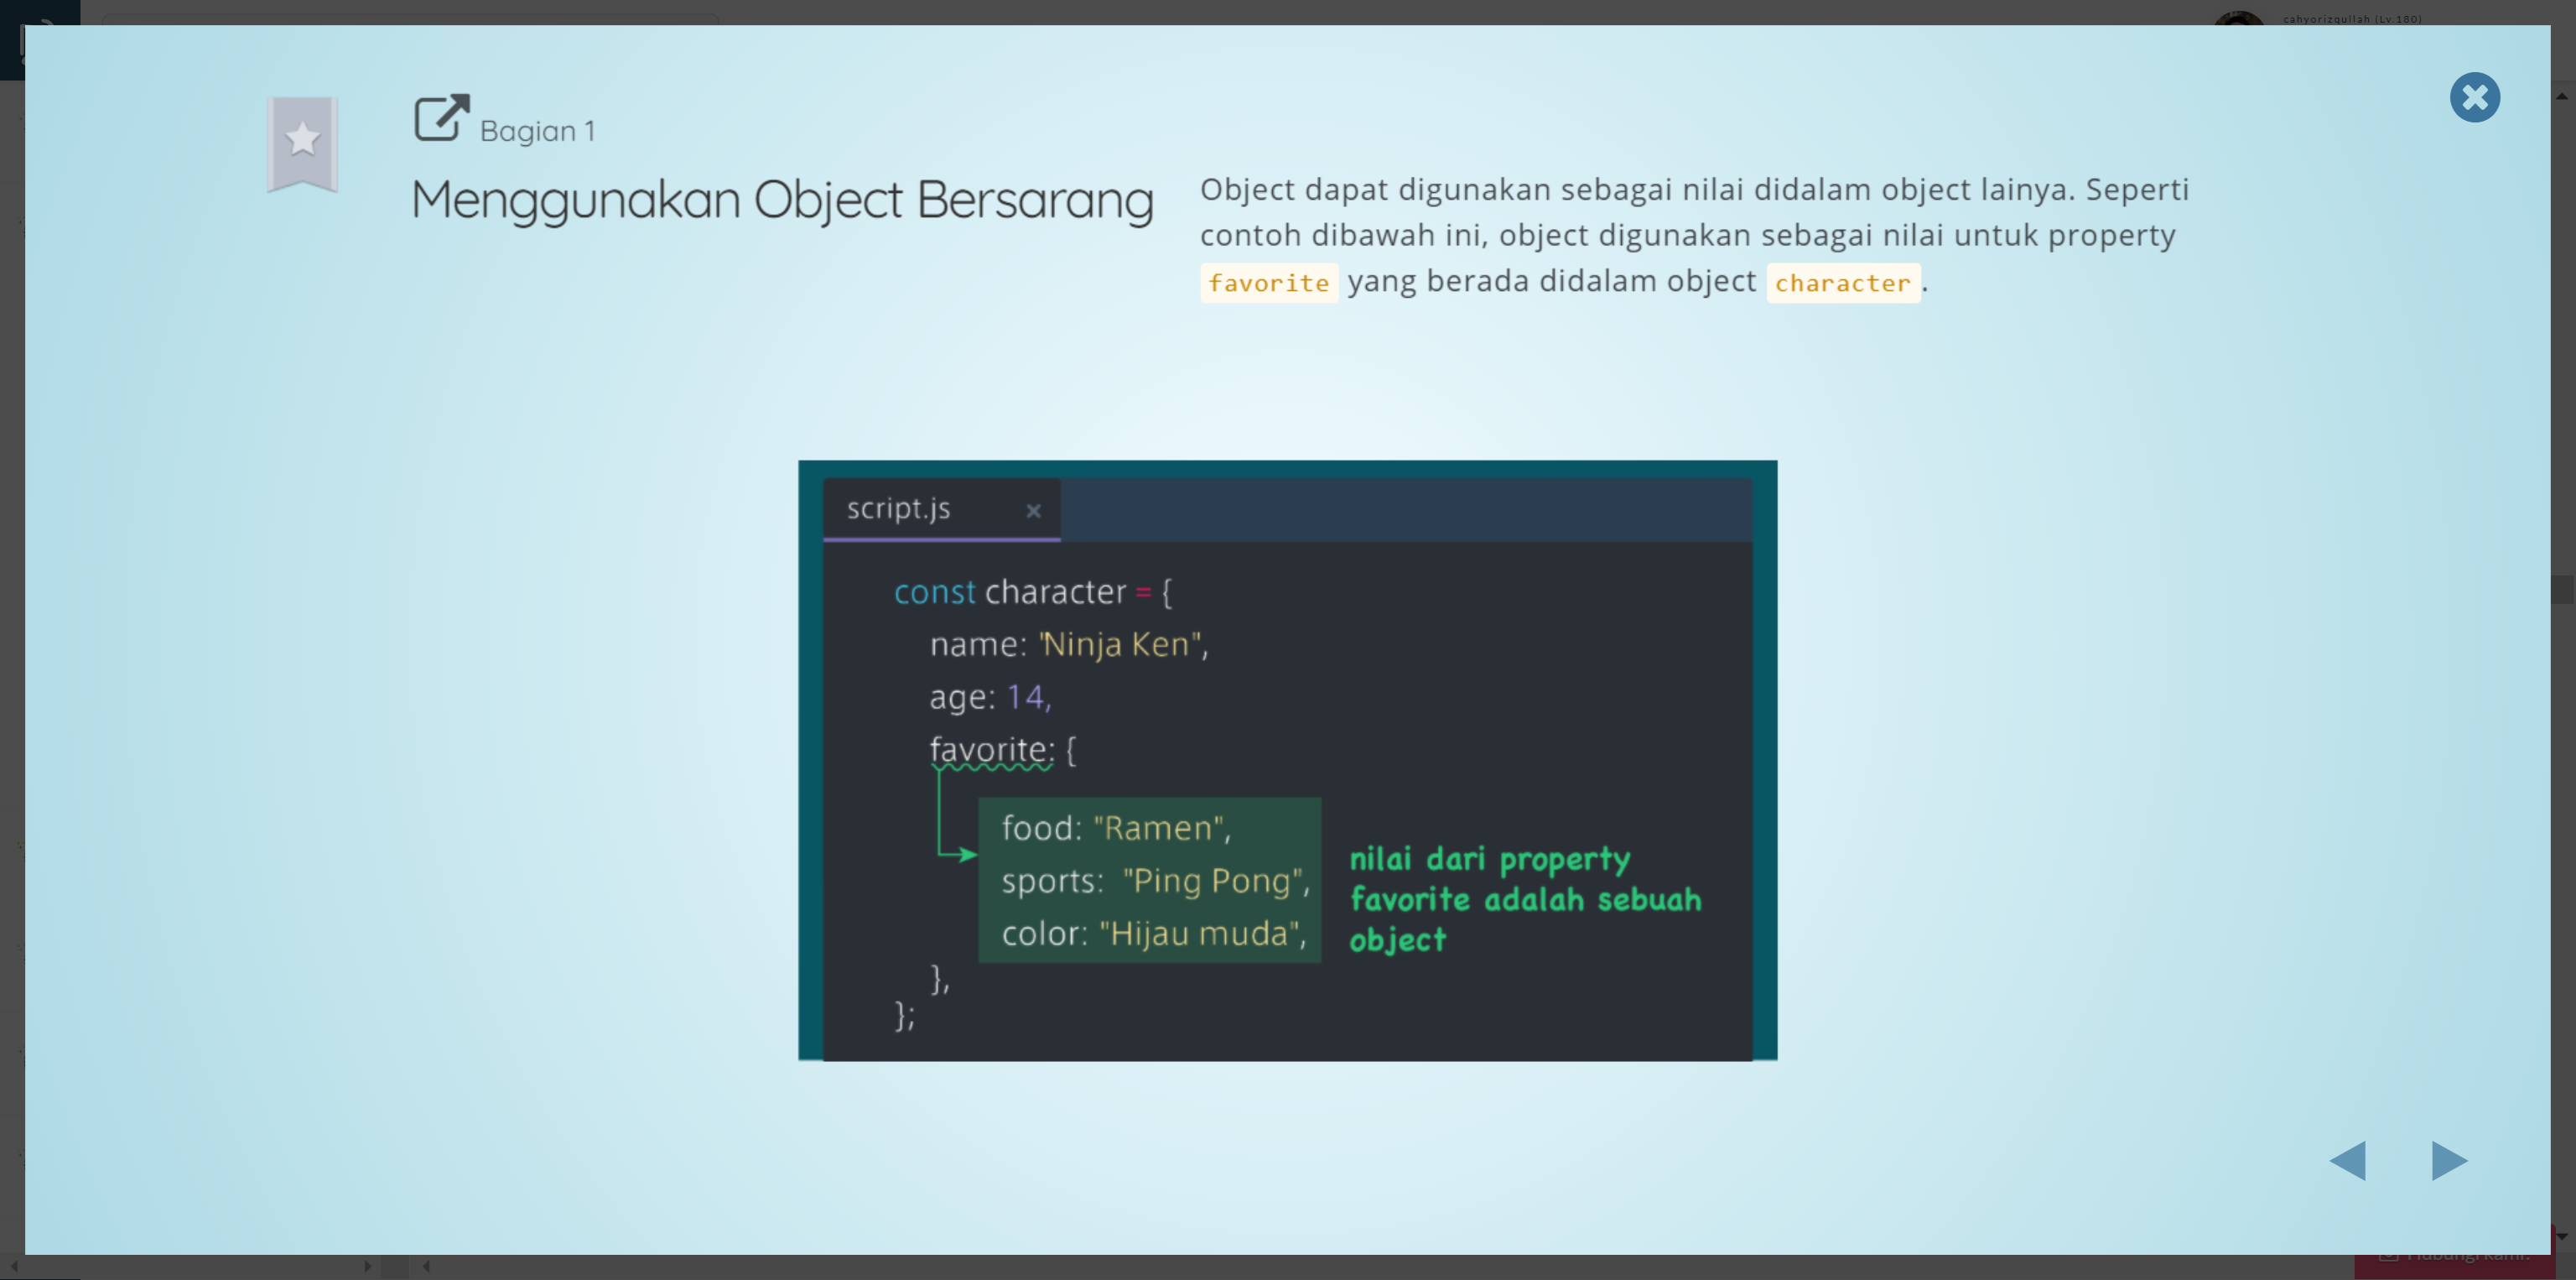 cahyorizqullah (Lv.180)
Bagian 1
Menggunakan Object Bersarang
Object dapat digunakan sebagai nilai didalam object lainya. Seperti
contoh dibawah ini, object digunakan sebagai nilai untuk property
favorite yang berada didalam object character.
script.js
const character = {
name: "Ninja Ken",
age: 14,
favorite: {
food: "Ramen",
sports: "Ping Pong",
color: "Hijau muda",
},
};
nilai dari property
favorite adalah sebuah
object
Hubungi kami